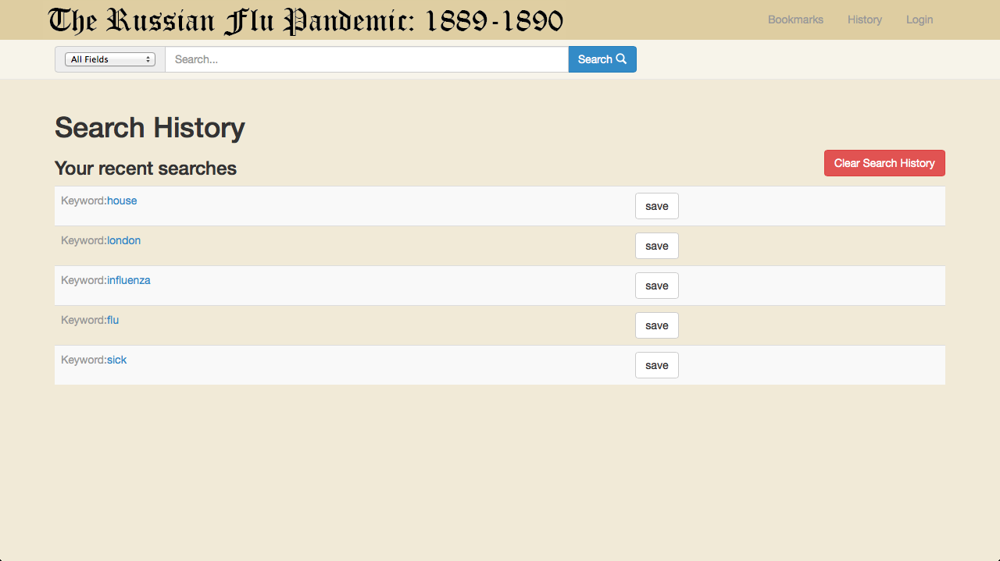 The Russian Flu Pandemic: 1889-1890
Bookmarks History Login
All Fields Search... Search
Search History
Your recent searches
Clear Search History
Keyword:house save
Keyword:london save
Keyword:influenza save
Keyword:flu save
Keyword:sick save